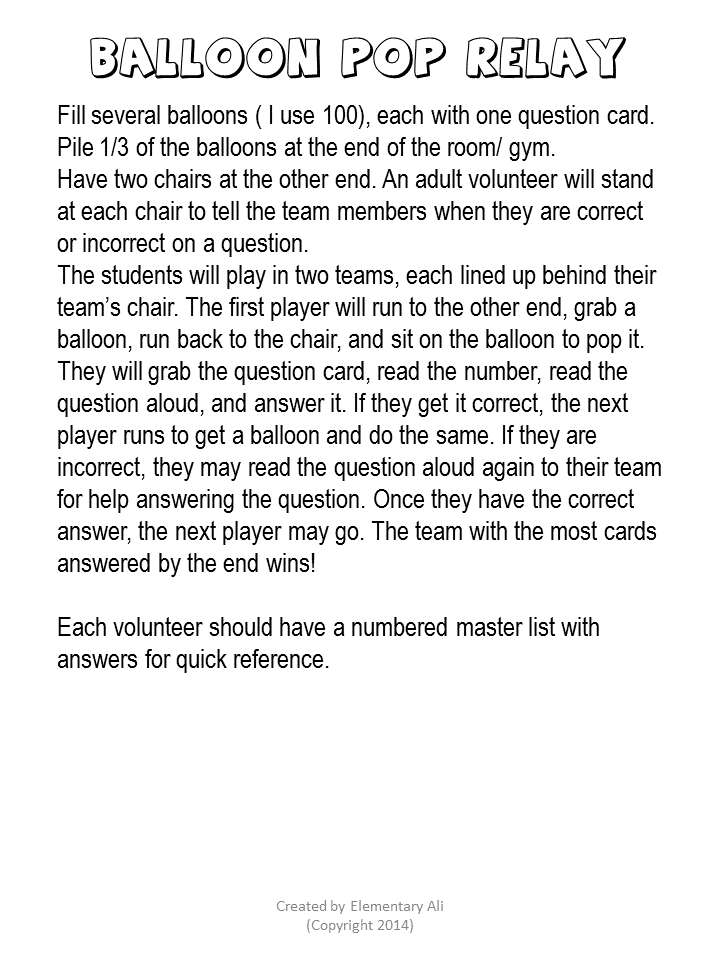 BALLOON POP RELAY
Fill several balloons ( I use 100), each with one question card.
Pile 1/3 of the balloons at the end of the room/ gym.
Have two chairs at the other end. An adult volunteer will stand
at each chair to tell the team members when they are correct
or incorrect on a question.
The students will play in two teams, each lined up behind their
team’s chair. The first player will run to the other end, grab a
balloon, run back to the chair, and sit on the balloon to pop it.
They will grab the question card, read the number, read the
question aloud, and answer it. If they get it correct, the next
player runs to get a balloon and do the same. If they are
incorrect, they may read the question aloud again to their team
for help answering the question. Once they have the correct
answer, the next player may go. The team with the most cards
answered by the end wins!
Each volunteer should have a numbered master list with
answers for quick reference.
Created by Elementary Ali
(Copyright 2014)